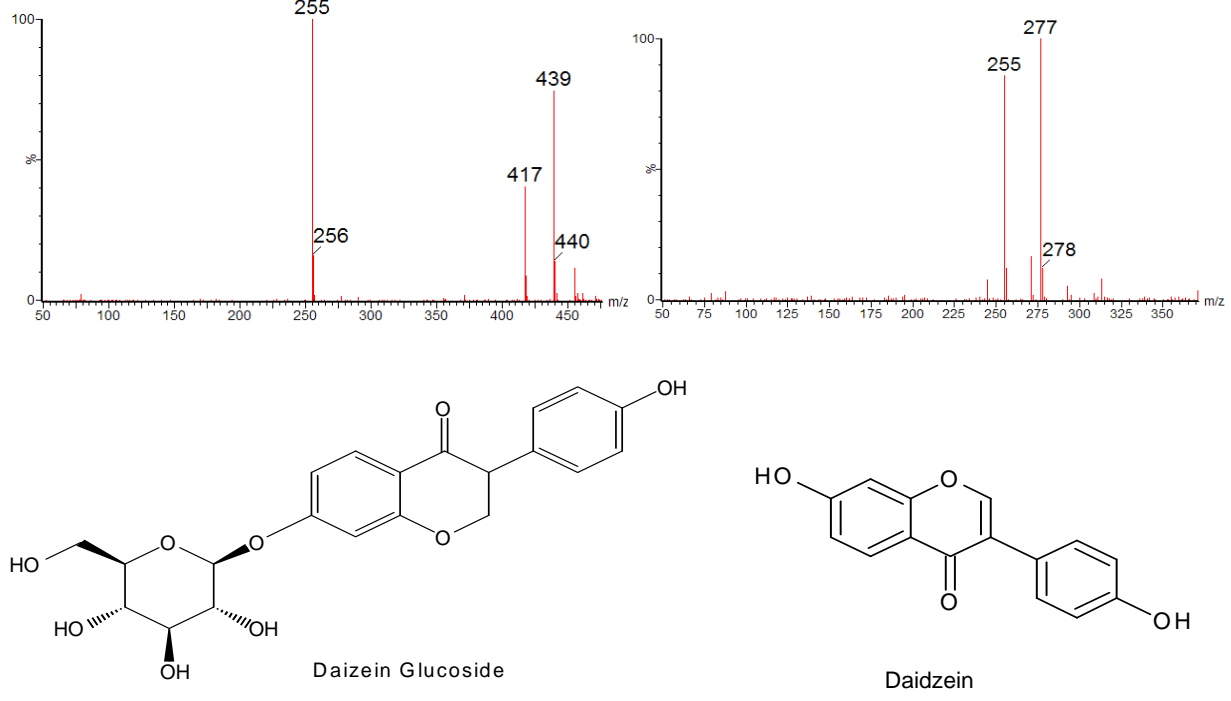 255
100
439
417
256
440
%
0
m/z
50 100 150 200 250 300 350 400 450
277
100
255
278
%
0
m/z
50 75 100 125 150 175 200 225 250 275 300 325 350
OH
O
O
O
O
HO
HO
OH
OH
Daizein Glucoside
HO
O
O
OH
Daidzein